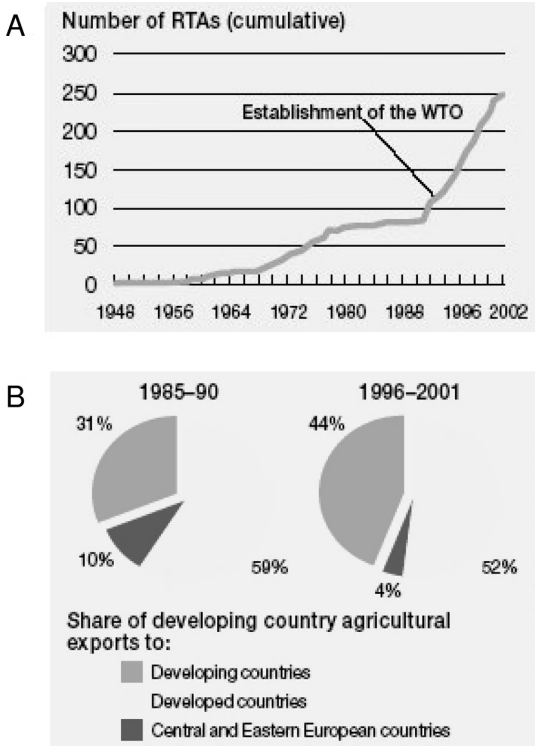 A
Number of RTAs (cumulative)
300
250
Establishment of the WTO
200
150
100
50
0
1948 1956 1964 1972 1980 1988 1996 2002
B
1985–90 1996–2001
31% 44%
10% 59% 52%
4%
Share of developing country agricultural
exports to:
Developing countries
Developed countries
Central and Eastern European countries